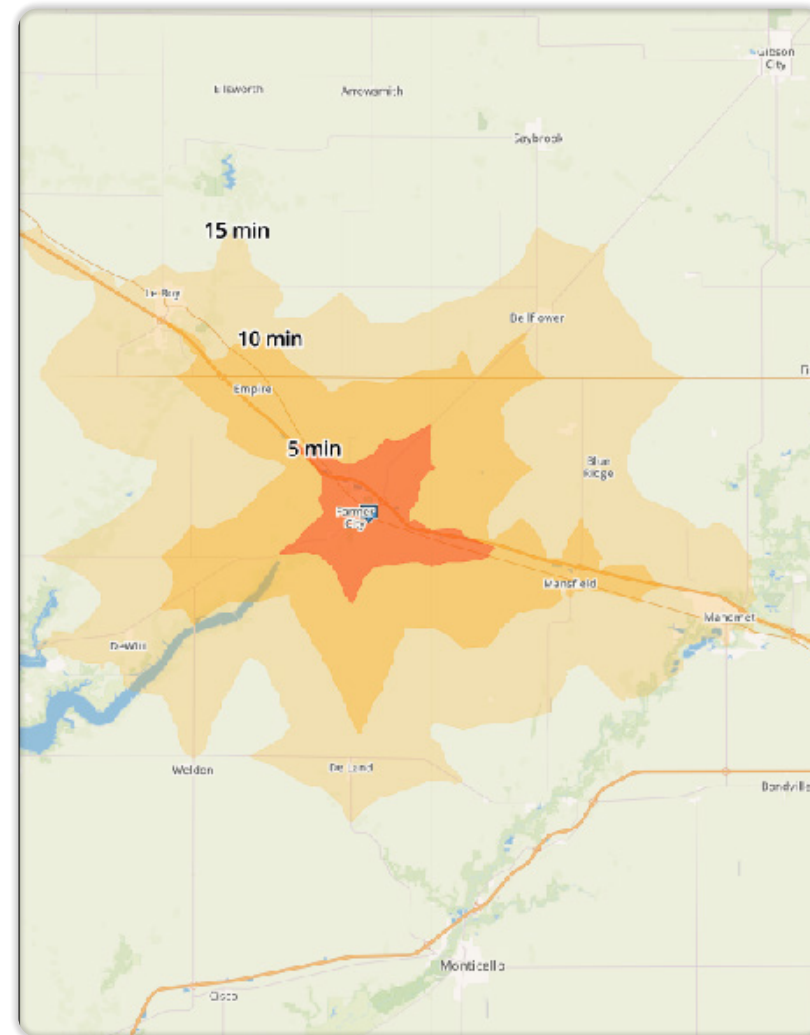 Gibson
City
Ellsworth
Arrowsmith
Saybrook
15 min
Le Roy
Bellflower
10 min
Empire
5 min
Blue
Ridge
Farmer
City
Mansfield
Mahomet
DeWitt
Weldon
De Land
Bondville
Monticello
Cisco